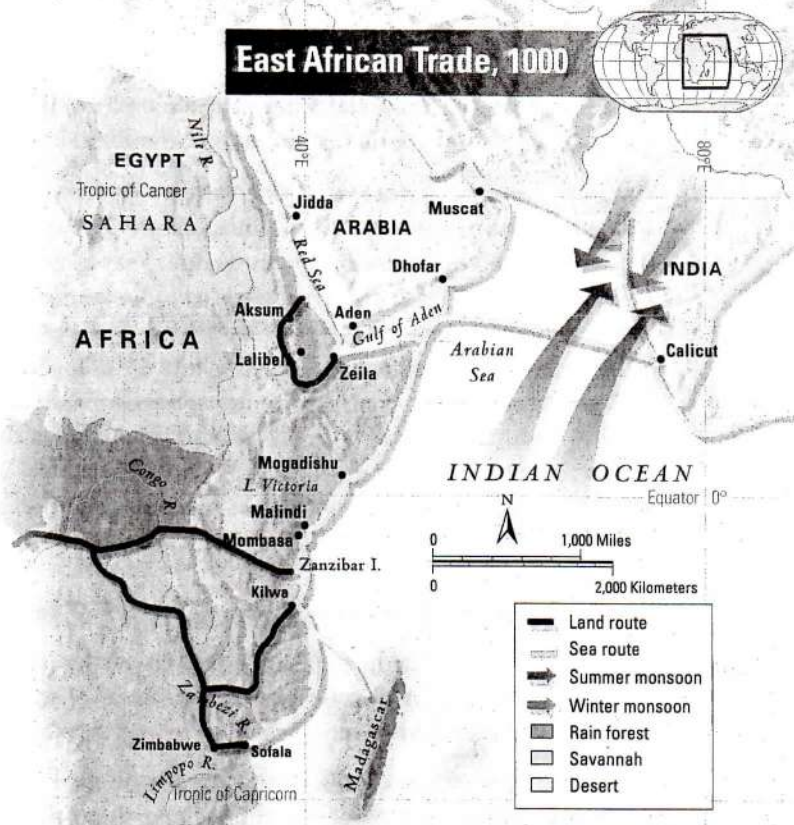 East African Trade, 1000
Nile R.
40°E
80°E
EGYPT
Tropic of Cancer
SAHARA
Jidda
ARABIA
Muscat
Red Sea
Dhofar
INDIA
Aksum
Aden
Gulf of Aden
AFRICA
Lalibel
Zeila
Arabian
Sea
Calicut
Congo R.
Mogadishu
L. Victoria
INDIAN OCEAN
Equator 0°
N
Malindi
Mombasa
0 1,000 Miles
0 2,000 Kilometers
Zanzibar I.
Kilwa
Land route
Sea route
Summer monsoon
Winter monsoon
Rain forest
Savannah
Desert
Zambezi R.
Madagascar
Zimbabwe
Sofala
Limpopo R.
Tropic of Capricorn